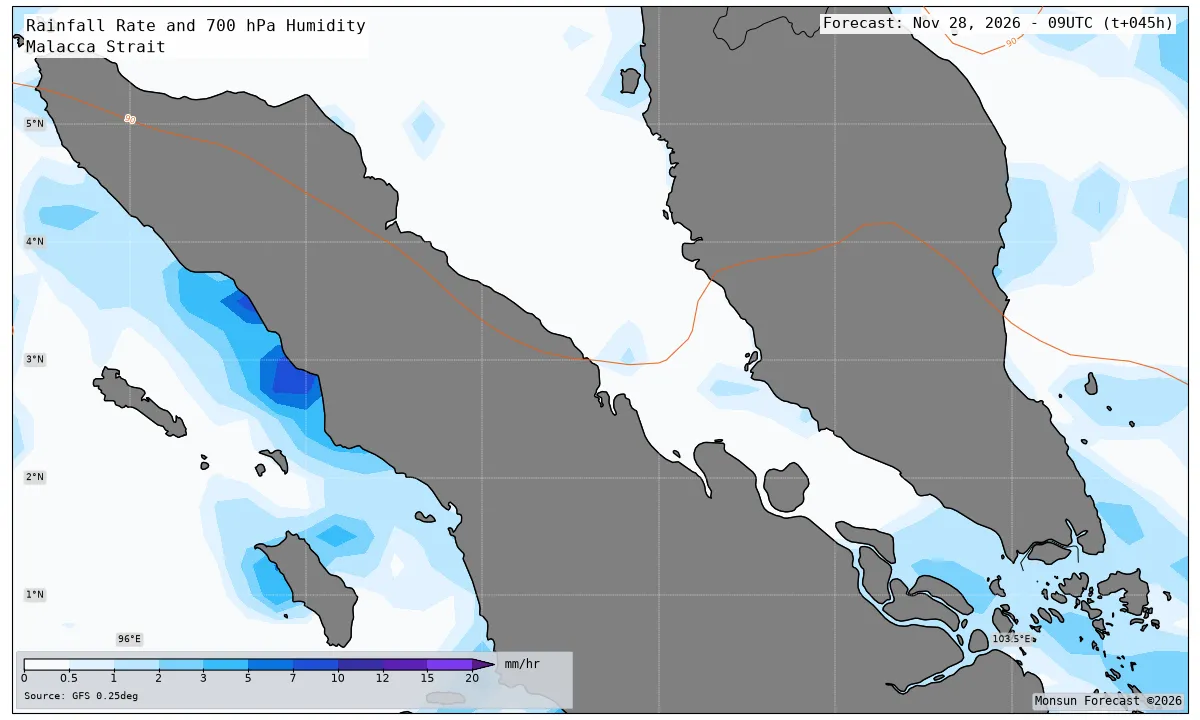 Rainfall Rate and 700 hPa Humidity
Malacca Strait
Forecast: Nov 28, 2026 - 09UTC (t+045h)
90
90
5°N
4°N
3°N
2°N
1°N
96°E
103.5°E
mm/hr
0 0.5 1 2 3 5 7 10 12 15 20
Source: GFS 0.25deg
Monsun Forecast ©2026